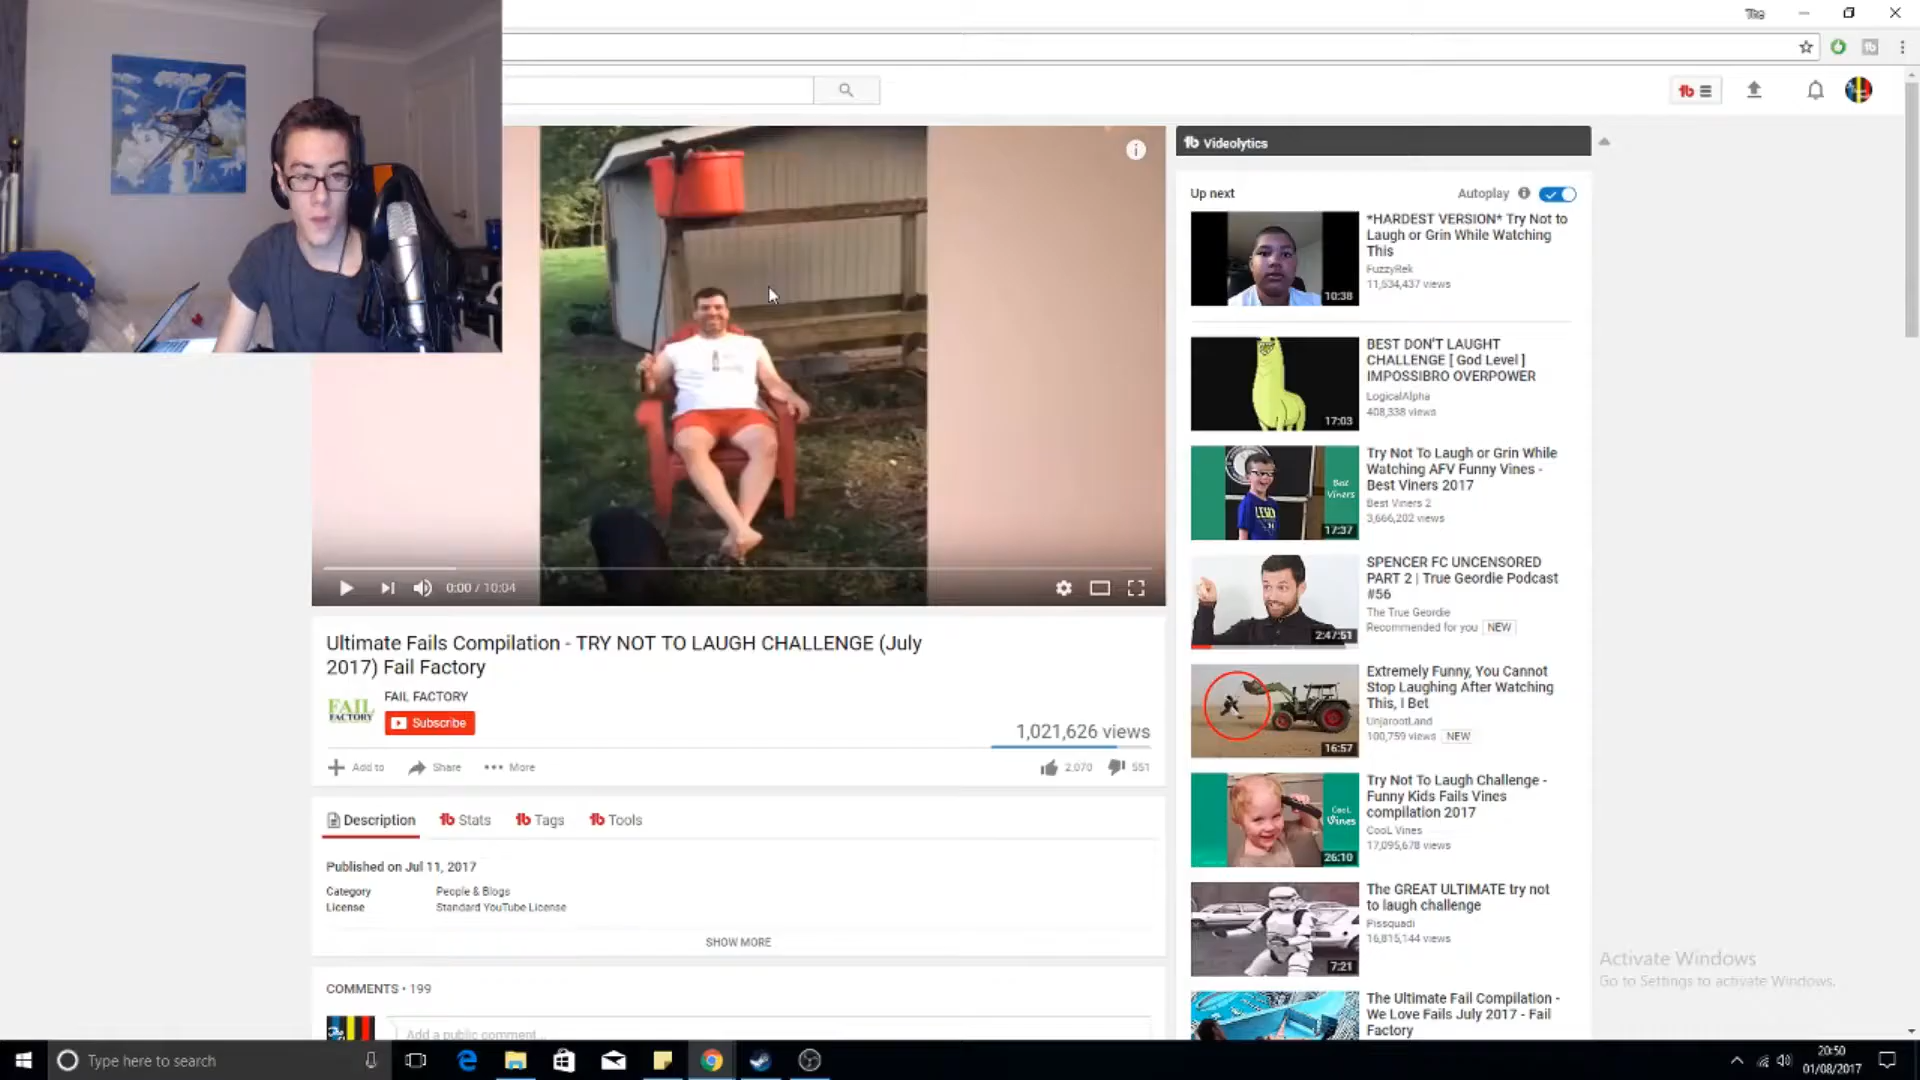 The
Videolytics
Up next
Autoplay
*HARDEST VERSION* Try Not to
Laugh or Grin While Watching
This
FuzzyRek
11,534,437 views
10:38
BEST DON'T LAUGHT
CHALLENGE [ God Level ]
IMPOSSIBRO OVERPOWER
LogicalAlpha
408,338 views
17:03
Try Not To Laugh or Grin While
Watching AFV Funny Vines -
Best Viners 2017
Best Viners 2
3,666,202 views
Best
Viners
17:37
SPENCER FC UNCENSORED
PART 2 | True Geordie Podcast
#56
The True Geordie
Recommended for you NEW
2:47:51
Extremely Funny, You Cannot
Stop Laughing After Watching
This, I Bet
UnjarootLand
100,759 views NEW
16:57
Try Not To Laugh Challenge -
Funny Kids Fails Vines
compilation 2017
CooL Vines
17,095,678 views
CooL
Vines
26:10
The GREAT ULTIMATE try not
to laugh challenge
Pissquadi
16,815,144 views
7:21
The Ultimate Fail Compilation -
We Love Fails July 2017 - Fail
Factory
0:00 / 10:04
Ultimate Fails Compilation - TRY NOT TO LAUGH CHALLENGE (July
2017) Fail Factory
FAIL
FACTORY
FAIL FACTORY
Subscribe
1,021,626 views
Add to Share More
2,070 551
Description Stats Tags Tools
Published on Jul 11, 2017
Category People & Blogs
License Standard YouTube License
SHOW MORE
COMMENTS • 199
Add a public comment...
Activate Windows
Go to Settings to activate Windows.
Type here to search
20:50
01/08/2017